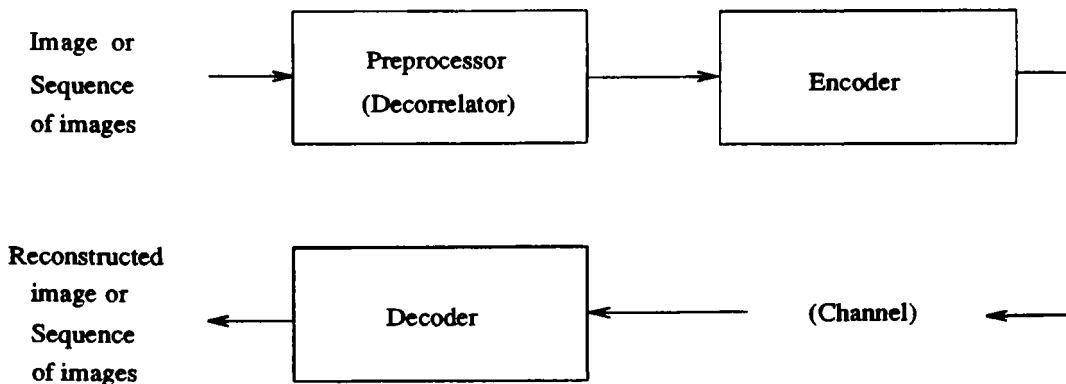 Image or
Sequence
of images
Preprocessor
(Decorrelator)
Encoder
Reconstructed
image or
Sequence
of images
Decoder
(Channel)